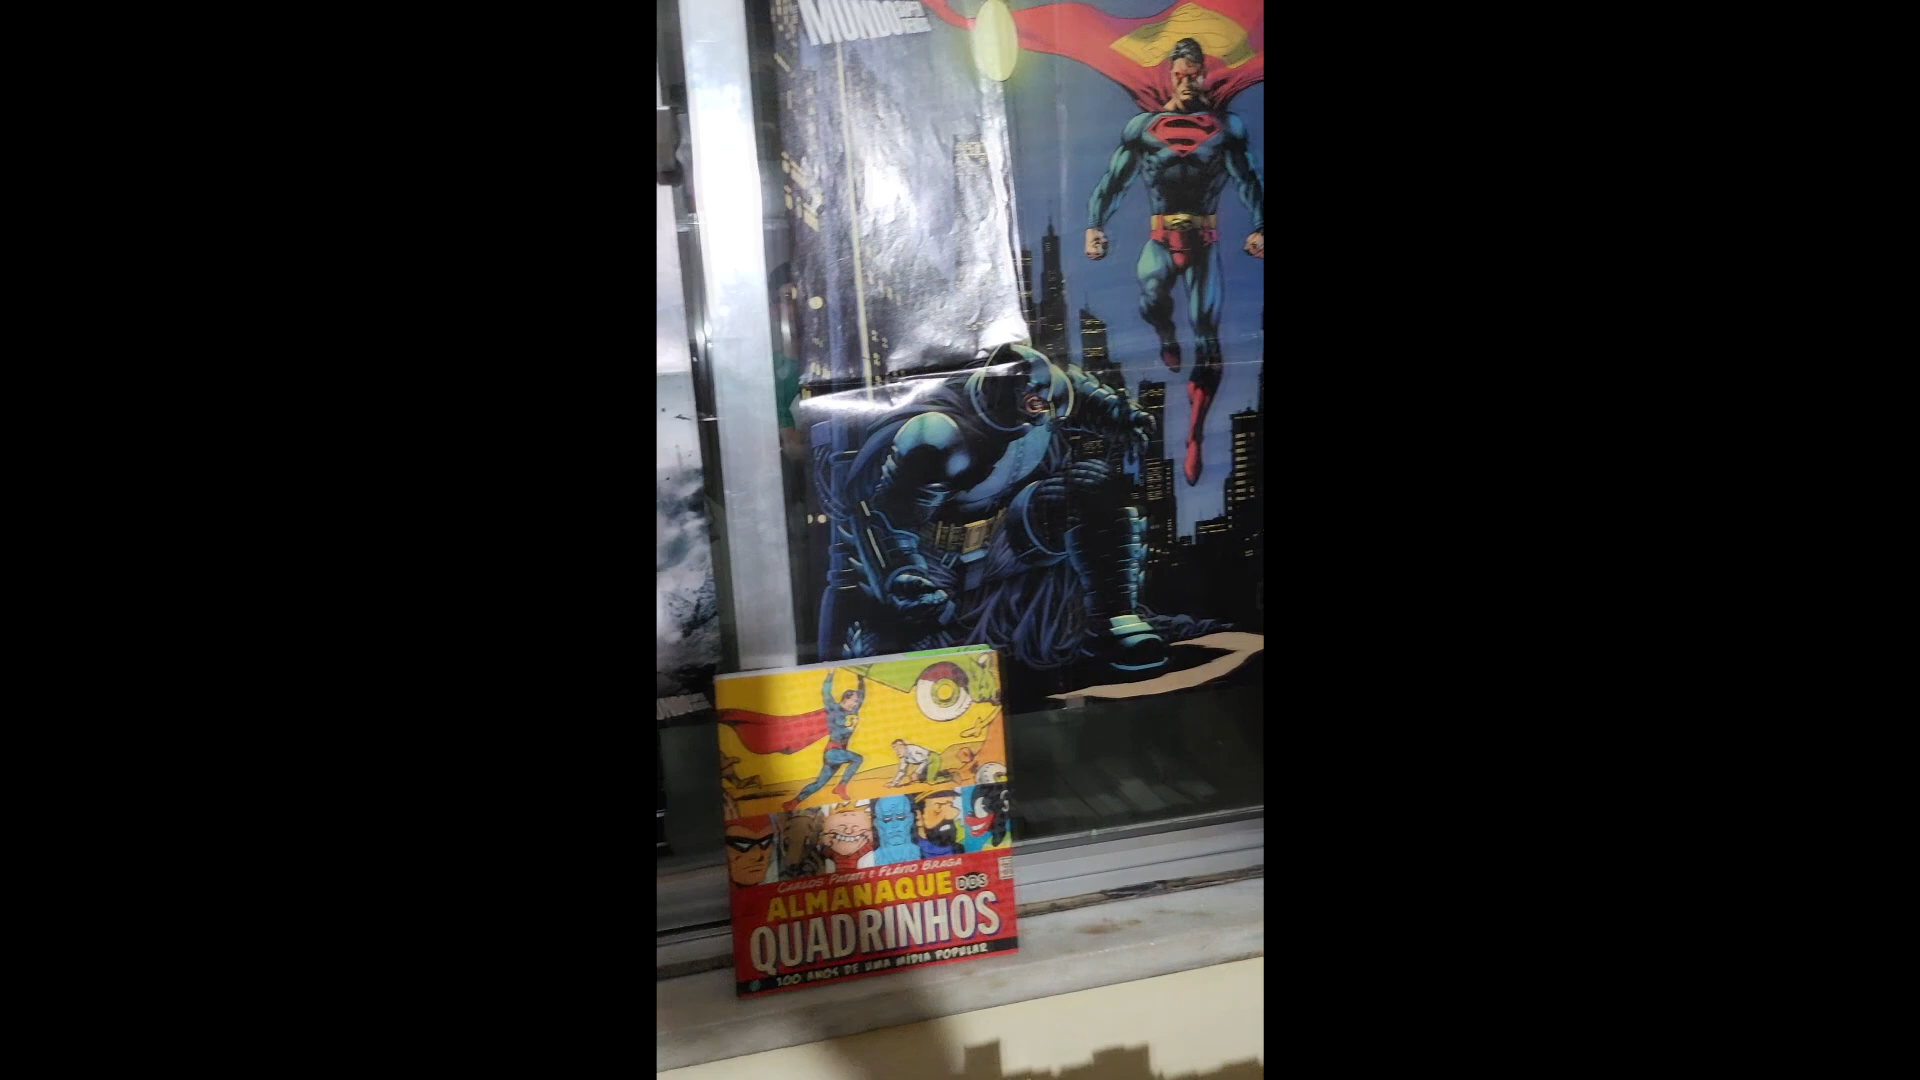 MUNDO
CARLOS PATATI E FLÁVIO BRAGA
ALMANAQUE DOS
QUADRINHOS
100 ANOS DE UMA MÍDIA POPULAR